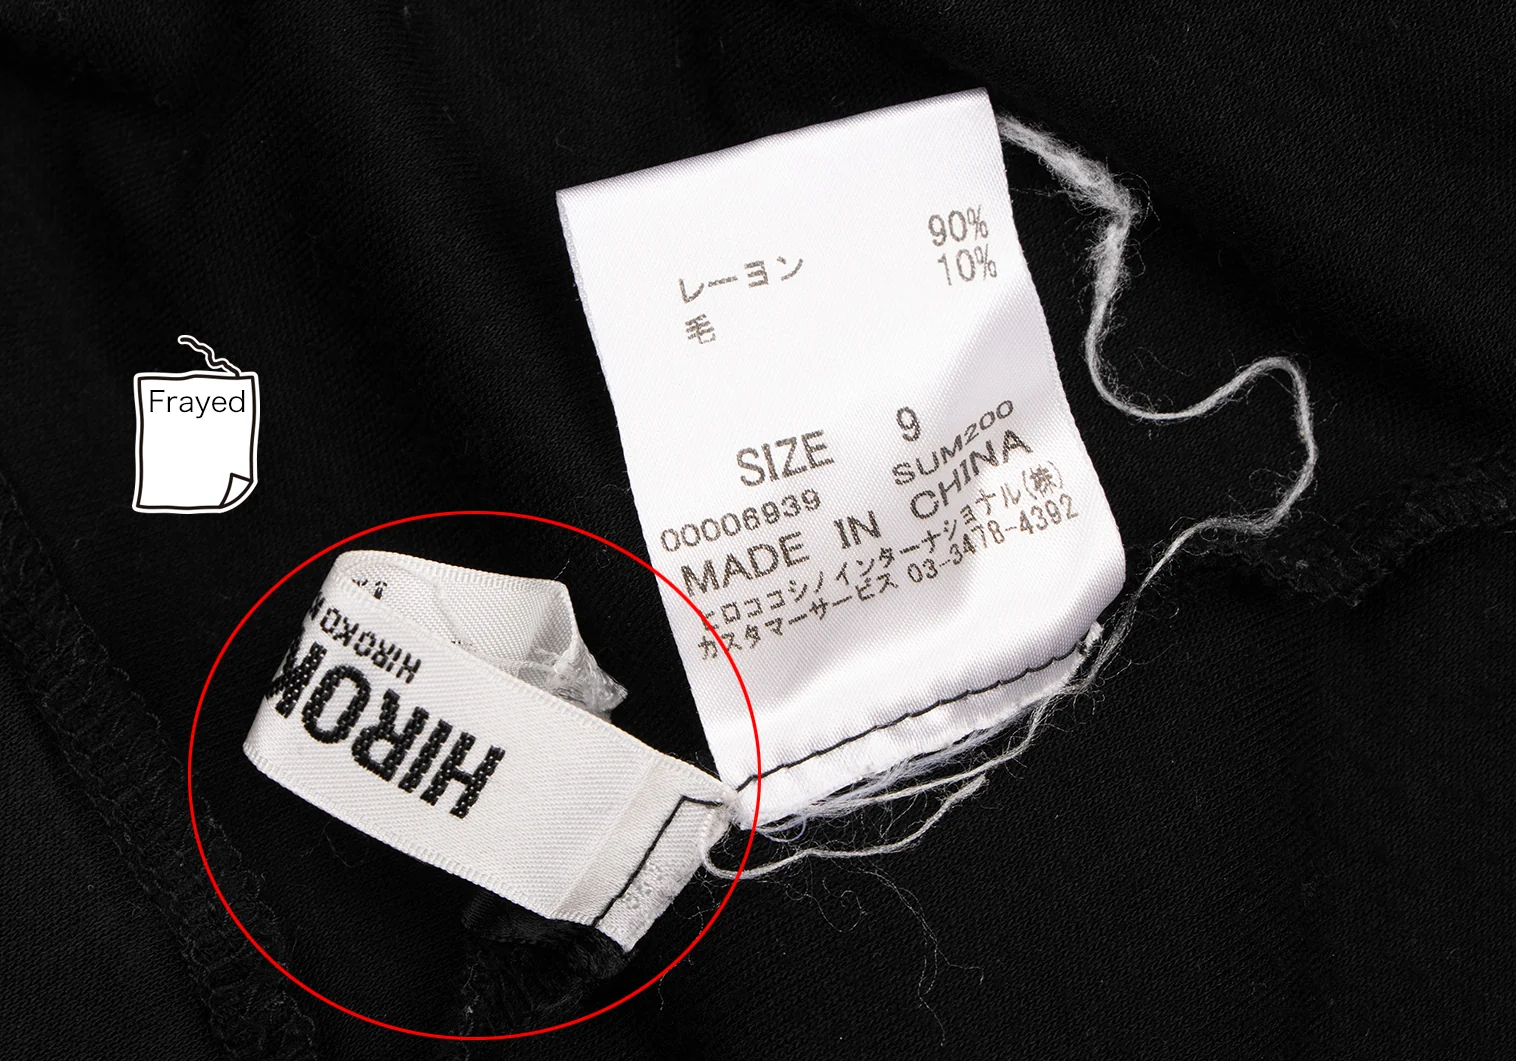 Frayed
レーヨン 90%
毛 10%
SIZE 9
00006939 SUM200
MADE IN CHINA
ヒロココシノインターナショナル(株)
カスタマーサービス 03-3478-4392
HIROK
HIROKO